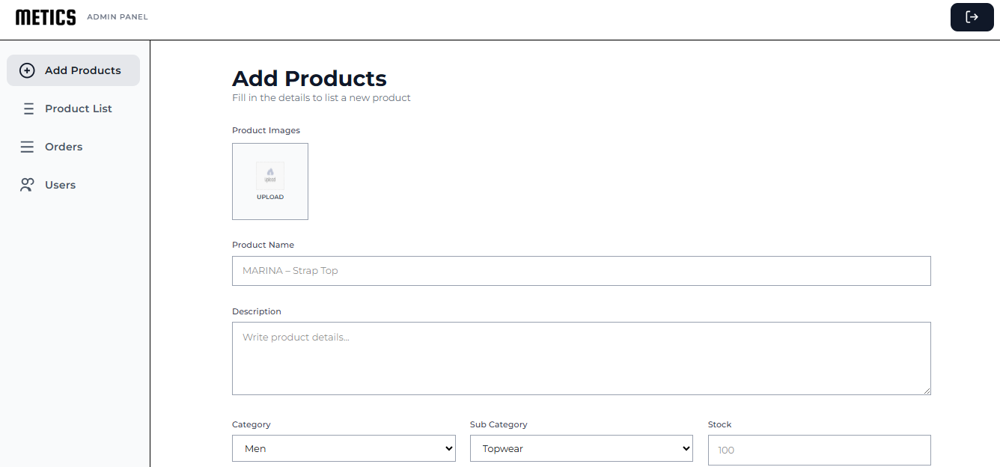 METICS ADMIN PANEL
Add Products
Product List
Orders
Users
Add Products
Fill in the details to list a new product
Product Images
upload
UPLOAD
Product Name
MARINA – Strap Top
Description
Write product details...
Category Sub Category Stock
Men Topwear 100